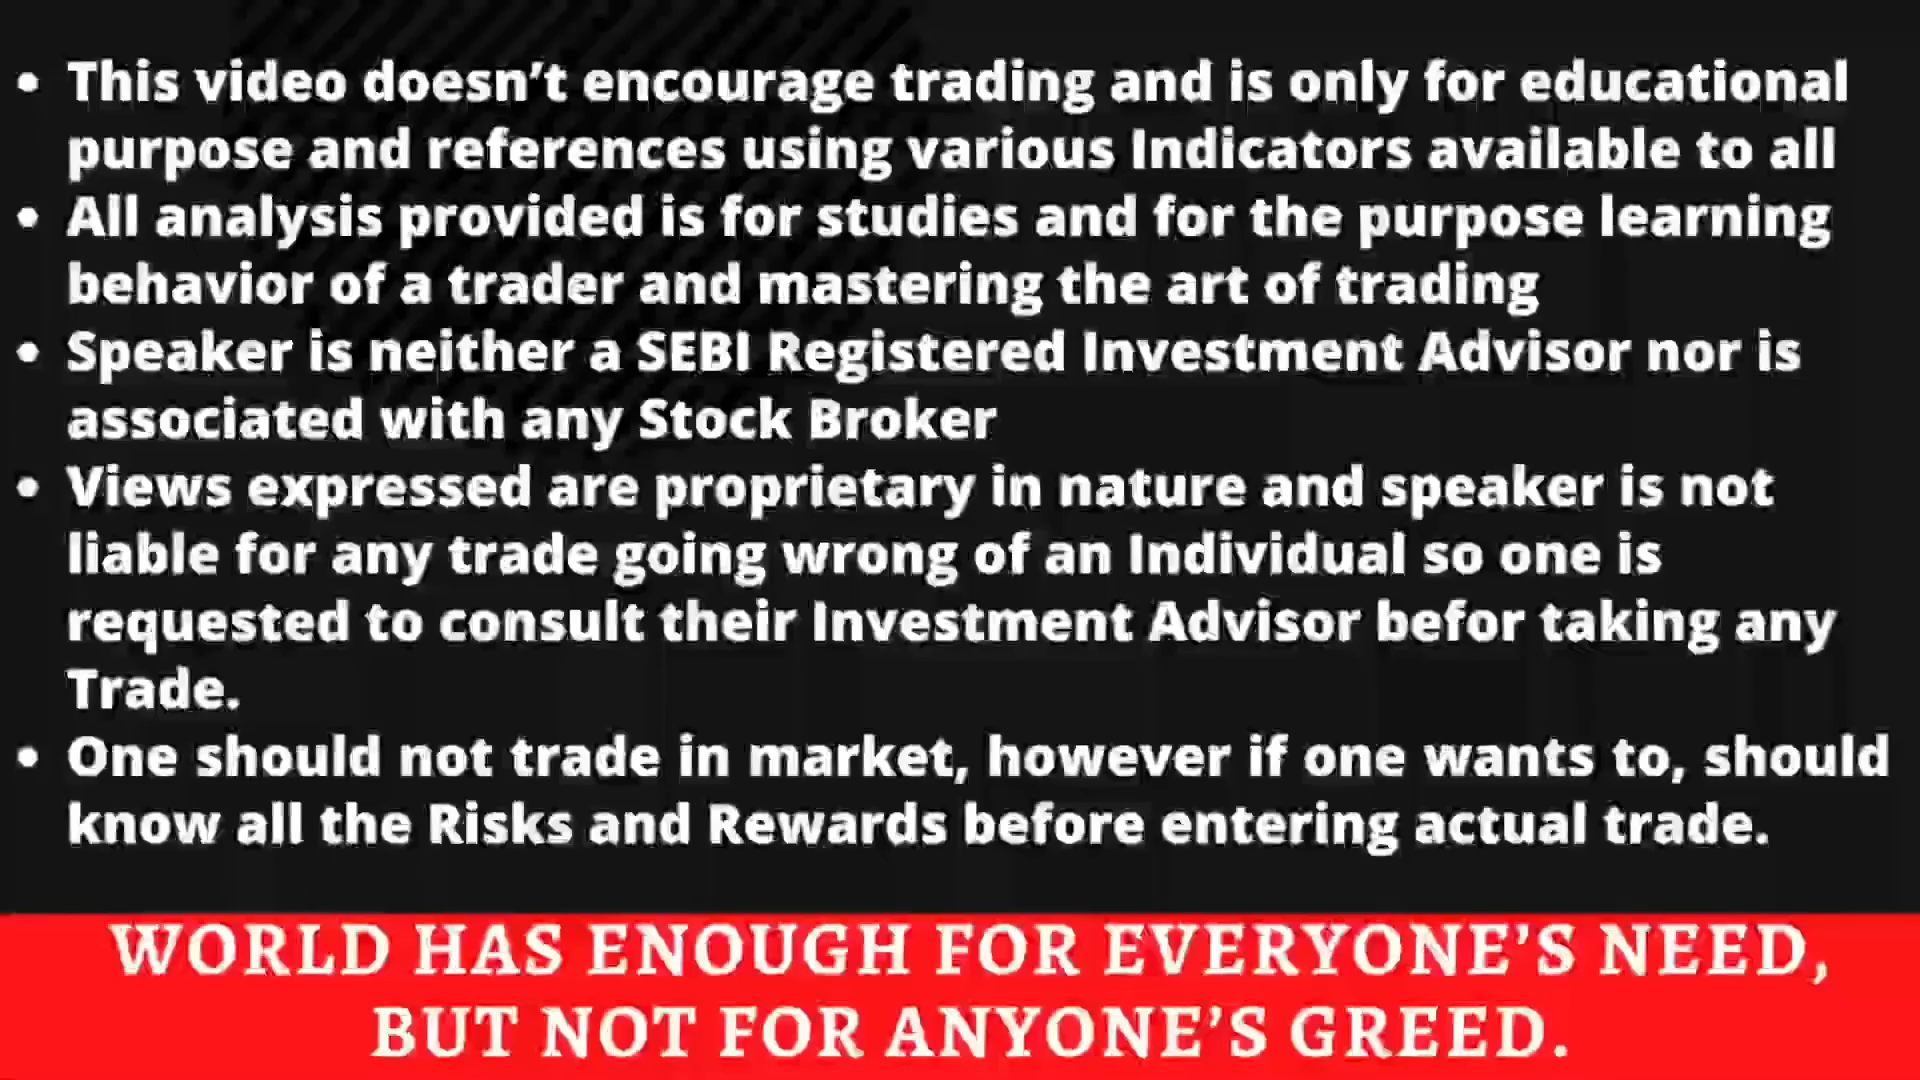 • This video doesn't encourage trading and is only for educational
purpose and references using various Indicators available to all
• All analysis provided is for studies and for the purpose learning
behavior of a trader and mastering the art of trading
• Speaker is neither a SEBI Registered Investment Advisor nor is
associated with any Stock Broker
• Views expressed are proprietary in nature and speaker is not
liable for any trade going wrong of an Individual so one is
requested to consult their Investment Advisor befor taking any
Trade.
• One should not trade in market, however if one wants to, should
know all the Risks and Rewards before entering actual trade.
WORLD HAS ENOUGH FOR EVERYONE'S NEED,
BUT NOT FOR ANYONE'S GREED.